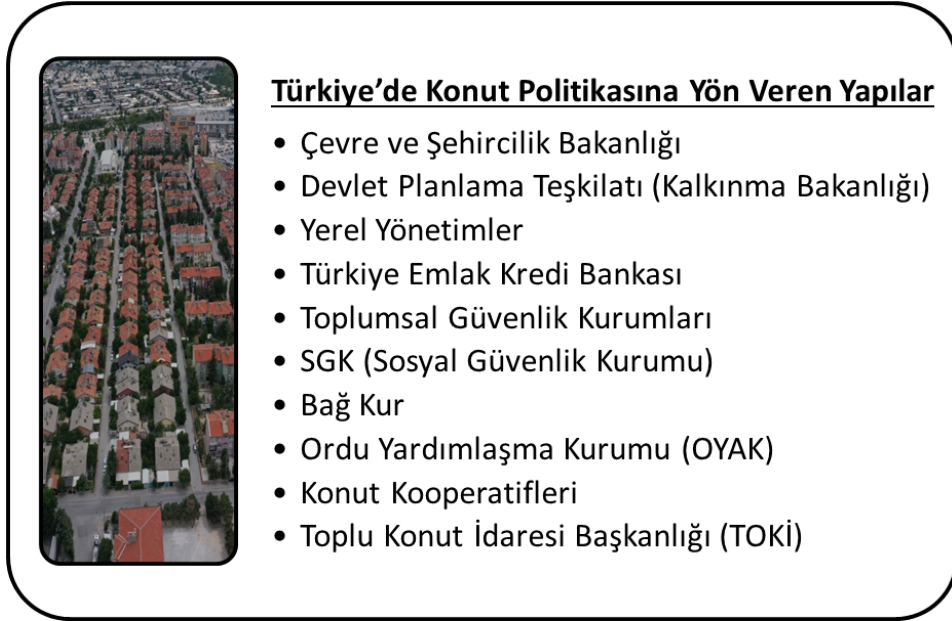 Türkiye’de Konut Politikasına Yön Veren Yapılar
• Çevre ve Şehircilik Bakanlığı
• Devlet Planlama Teşkilatı (Kalkınma Bakanlığı)
• Yerel Yönetimler
• Türkiye Emlak Kredi Bankası
• Toplumsal Güvenlik Kurumları
• SGK (Sosyal Güvenlik Kurumu)
• Bağ Kur
• Ordu Yardımlaşma Kurumu (OYAK)
• Konut Kooperatifleri
• Toplu Konut İdaresi Başkanlığı (TOKİ)